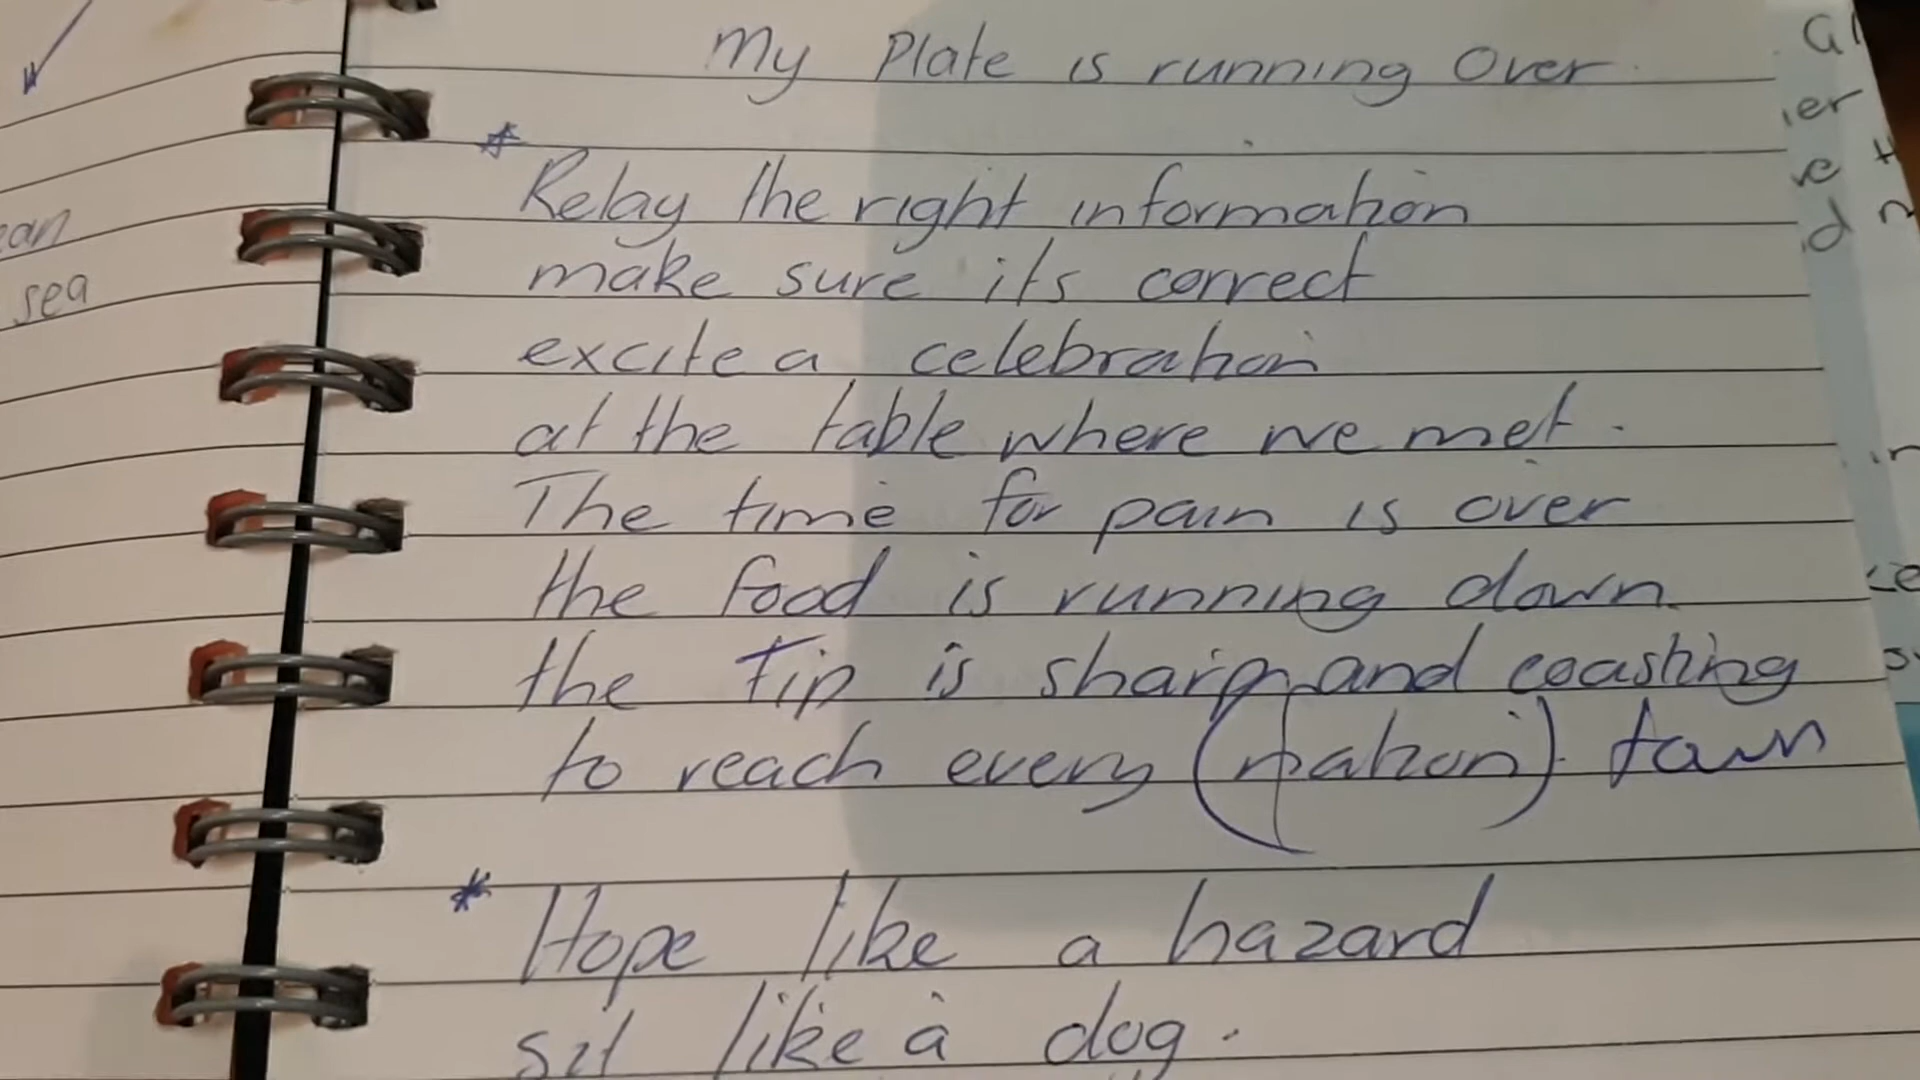 My Plate is running Over
* Relay the right information
make sure its correct
excite a celebration
at the table where we met.
The time for pain is over
the food is running down
the tip is sharp and coasting
to reach every (nation) town
* Hope like a hazard
sit like a dog.
ean
sea